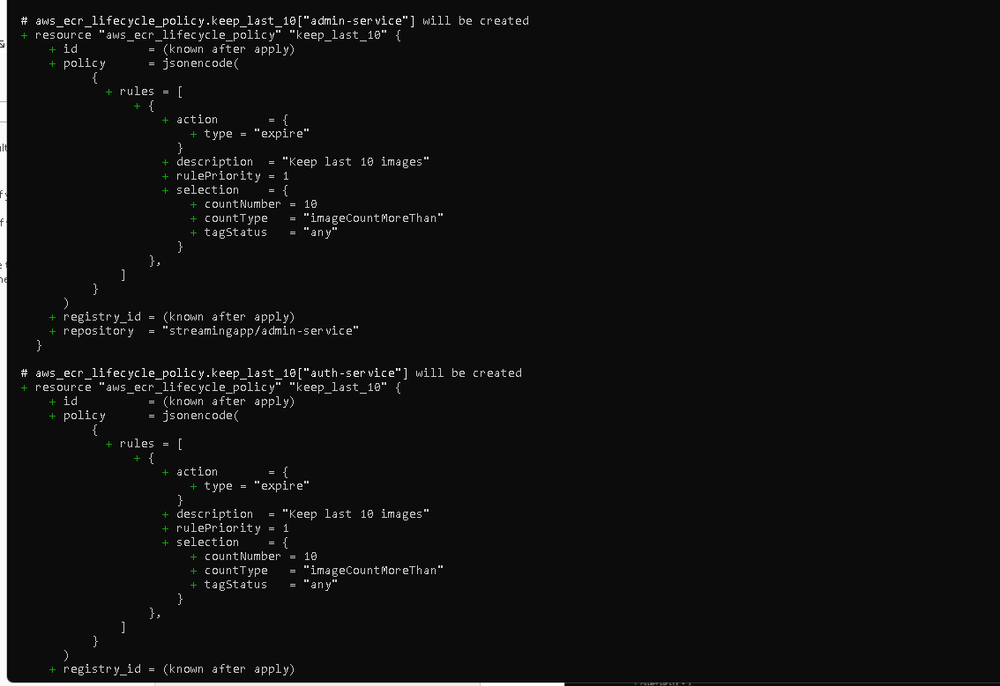 # aws_ecr_lifecycle_policy.keep_last_10["admin-service"] will be created
+ resource "aws_ecr_lifecycle_policy" "keep_last_10" {
    + id          = (known after apply)
    + policy      = jsonencode(
          {
            + rules = [
                + {
                    + action       = {
                        + type = "expire"
                      }
                    + description  = "Keep last 10 images"
                    + rulePriority = 1
                    + selection    = {
                        + countNumber = 10
                        + countType   = "imageCountMoreThan"
                        + tagStatus   = "any"
                      }
                  },
              ]
          }
      )
    + registry_id = (known after apply)
    + repository  = "streamingapp/admin-service"
  }
# aws_ecr_lifecycle_policy.keep_last_10["auth-service"] will be created
+ resource "aws_ecr_lifecycle_policy" "keep_last_10" {
    + id          = (known after apply)
    + policy      = jsonencode(
          {
            + rules = [
                + {
                    + action       = {
                        + type = "expire"
                      }
                    + description  = "Keep last 10 images"
                    + rulePriority = 1
                    + selection    = {
                        + countNumber = 10
                        + countType   = "imageCountMoreThan"
                        + tagStatus   = "any"
                      }
                  },
              ]
          }
      )
    + registry_id = (known after apply)